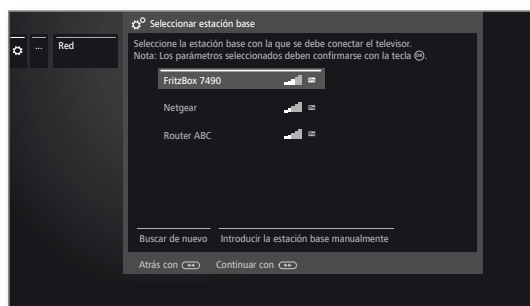 Seleccionar estación base
... Red
Seleccione la estación base con la que se debe conectar el televisor.
Nota: Los parámetros seleccionados deben confirmarse con la tecla OK.
FritzBox 7490
Netgear
Router ABC
Buscar de nuevo Introducir la estación base manualmente
Atrás con Continuar con